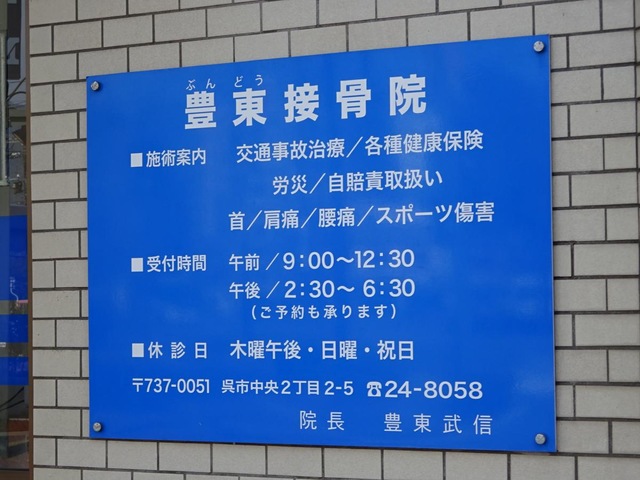 ぶんどう
豊東接骨院
■施術案内 交通事故治療／各種健康保険
労災／自賠責取扱い
首／肩痛／腰痛／スポーツ傷害
■受付時間 午前／9:00～12:30
午後／2:30～6:30
（ご予約も承ります）
■休診日 木曜午後・日曜・祝日
〒737-0051 呉市中央2丁目2-5 ☎24-8058
院長 豊東武信